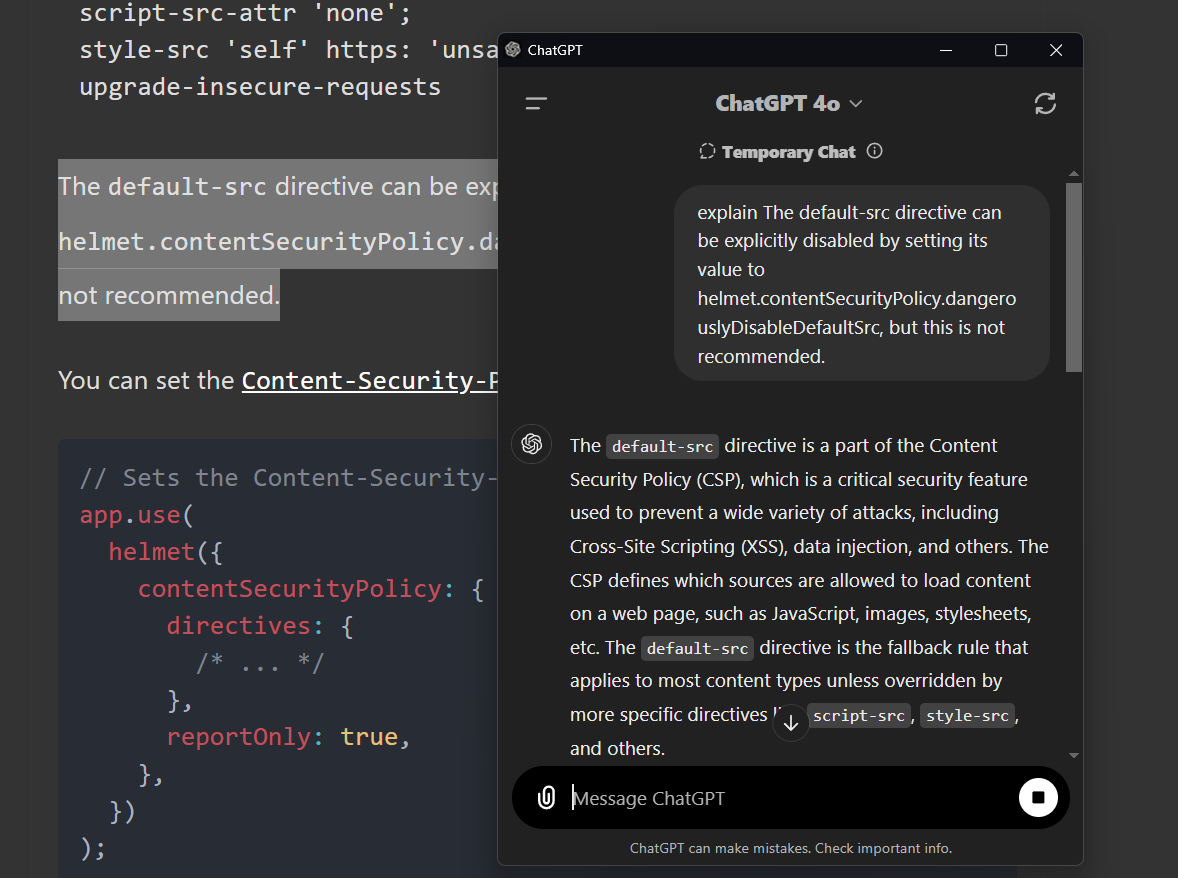 script-src-attr 'none';
style-src 'self' https: 'unsa
upgrade-insecure-requests
The default-src directive can be exp
helmet.contentSecurityPolicy.da
not recommended.
You can set the Content-Security-P
// Sets the Content-Security-
app.use(
helmet({
contentSecurityPolicy: {
directives: {
/* ... */
},
reportOnly: true,
},
})
);
ChatGPT
ChatGPT 4o
Temporary Chat
explain The default-src directive can
be explicitly disabled by setting its
value to
helmet.contentSecurityPolicy.dangero
uslyDisableDefaultSrc, but this is not
recommended.
The default-src directive is a part of the Content
Security Policy (CSP), which is a critical security feature
used to prevent a wide variety of attacks, including
Cross-Site Scripting (XSS), data injection, and others. The
CSP defines which sources are allowed to load content
on a web page, such as JavaScript, images, stylesheets,
etc. The default-src directive is the fallback rule that
applies to most content types unless overridden by
more specific directives script-src, style-src,
and others.
Message ChatGPT
ChatGPT can make mistakes. Check important info.